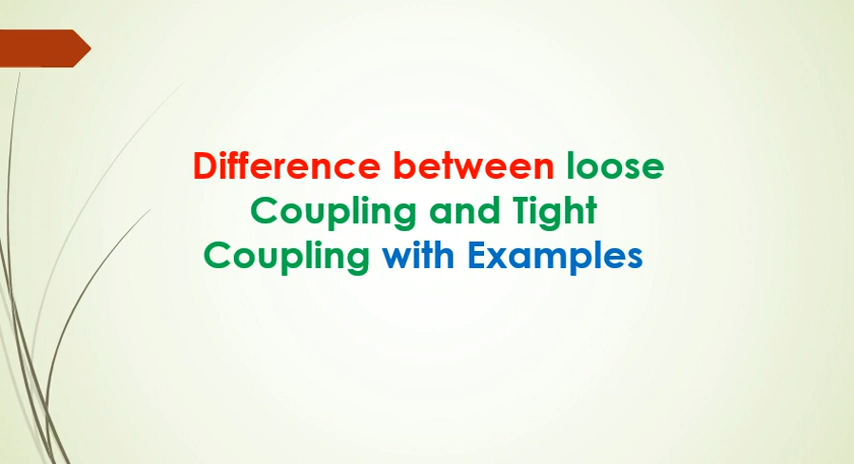 Difference between loose
Coupling and Tight
Coupling with Examples